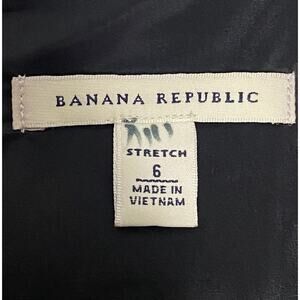 BANANA REPUBLIC
STRETCH
6
MADE IN
VIETNAM